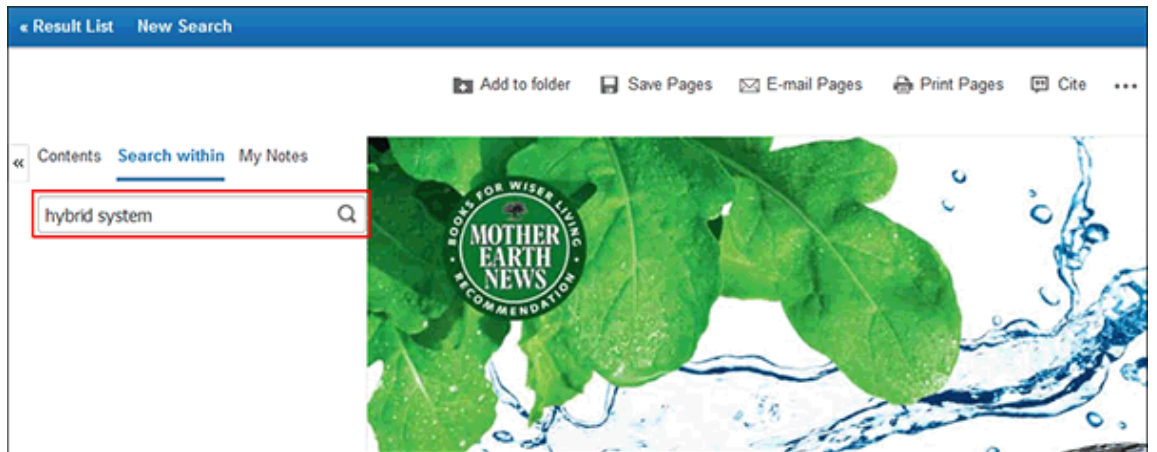 « Result List New Search
Add to folder Save Pages E-mail Pages Print Pages Cite •••
« Contents Search within My Notes
hybrid system
BOOKS FOR WISER LIVING
MOTHER
EARTH
NEWS
RECOMMENDATION